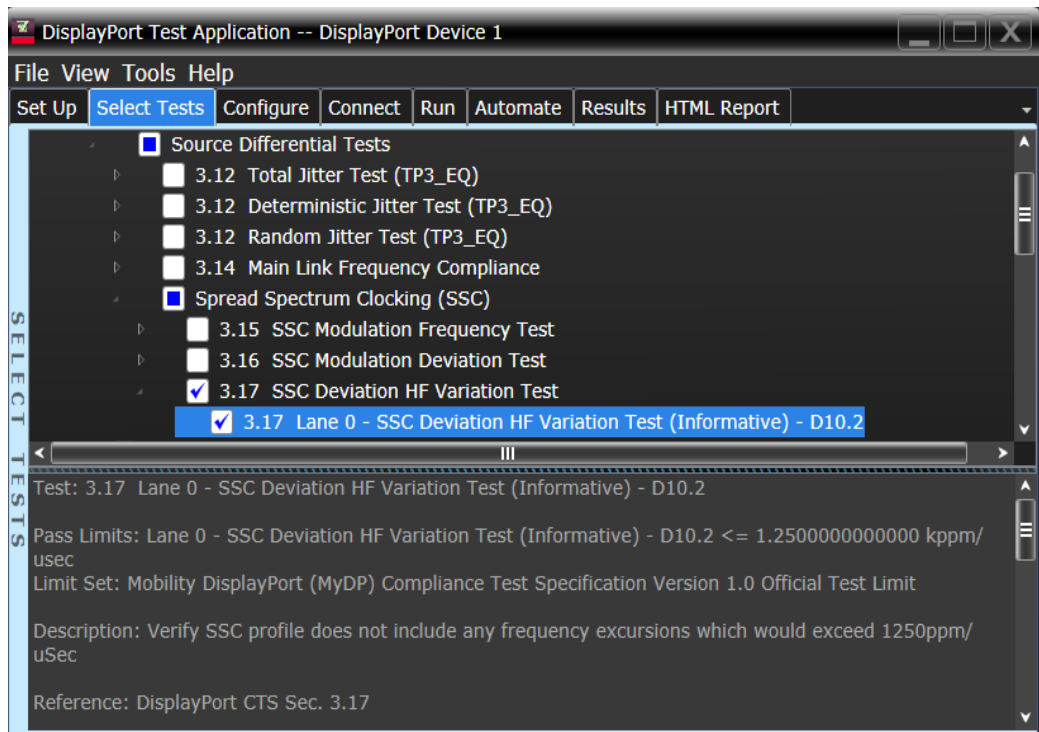 DisplayPort Test Application -- DisplayPort Device 1
File View Tools Help
Set Up Select Tests Configure Connect Run Automate Results HTML Report
Source Differential Tests
3.12 Total Jitter Test (TP3_EQ)
3.12 Deterministic Jitter Test (TP3_EQ)
3.12 Random Jitter Test (TP3_EQ)
3.14 Main Link Frequency Compliance
Spread Spectrum Clocking (SSC)
3.15 SSC Modulation Frequency Test
3.16 SSC Modulation Deviation Test
3.17 SSC Deviation HF Variation Test
3.17 Lane 0 - SSC Deviation HF Variation Test (Informative) - D10.2
SELECT TESTS
Test: 3.17 Lane 0 - SSC Deviation HF Variation Test (Informative) - D10.2
Pass Limits: Lane 0 - SSC Deviation HF Variation Test (Informative) - D10.2 <= 1.2500000000000 kppm/
usec
Limit Set: Mobility DisplayPort (MyDP) Compliance Test Specification Version 1.0 Official Test Limit
Description: Verify SSC profile does not include any frequency excursions which would exceed 1250ppm/
uSec
Reference: DisplayPort CTS Sec. 3.17